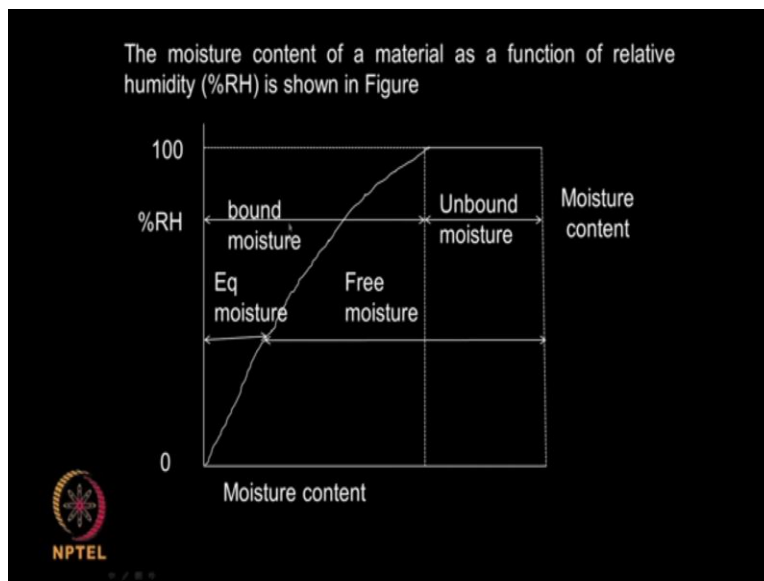 The moisture content of a material as a function of relative
humidity (%RH) is shown in Figure
100
%RH
bound
moisture
Unbound
moisture
Moisture
content
Eq
moisture
Free
moisture
0
Moisture content
NPTEL